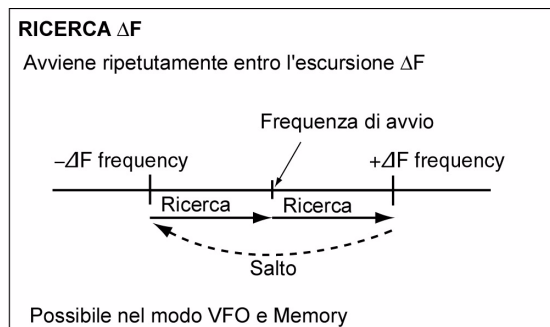 RICERCA ΔF
Avviene ripetutamente entro l'escursione ΔF
Frequenza di avvio
–ΔF frequency
+ΔF frequency
Ricerca
Ricerca
Salto
Possibile nel modo VFO e Memory